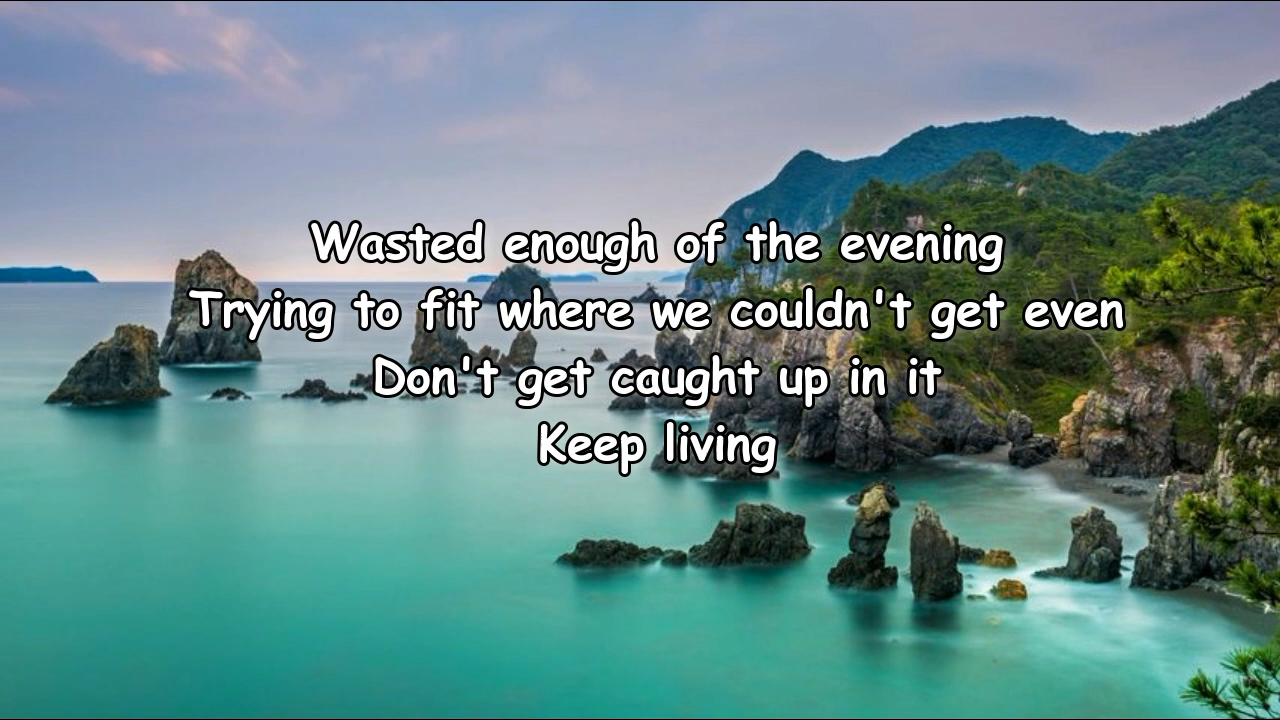 Wasted enough of the evening
Trying to fit where we couldn't get even
Don't get caught up in it
Keep living